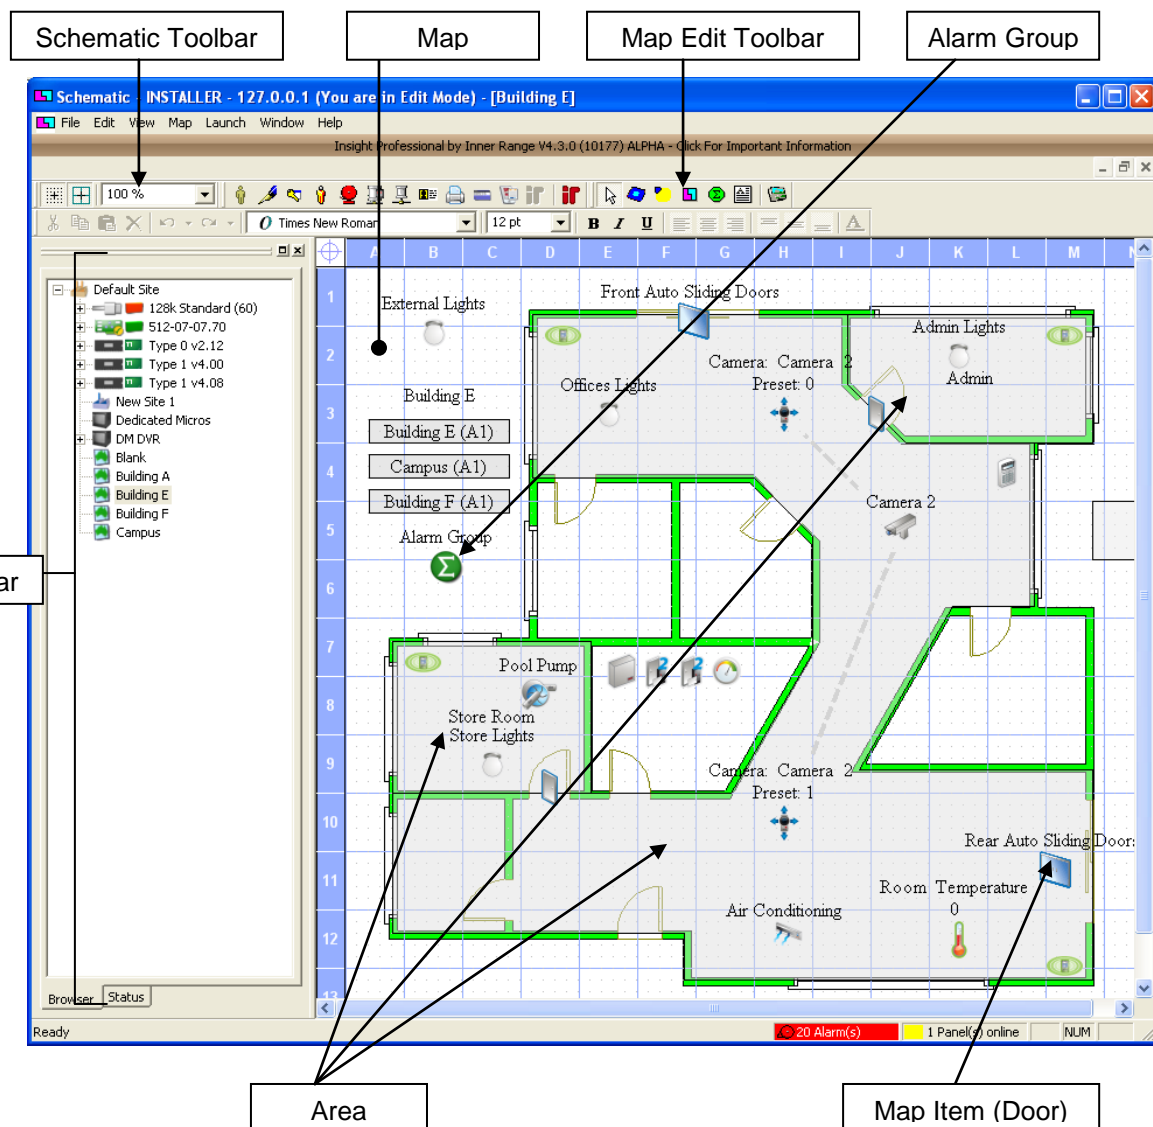 Schematic Toolbar
Map
Map Edit Toolbar
Alarm Group
Schematic - INSTALLER - 127.0.0.1 (You are in Edit Mode) - [Building E]
File Edit View Map Launch Window Help
Insight Professional by Inner Range V4.3.0 (10177) ALPHA - Click For Important Information
100 %
Times New Roman
12 pt
B I U
A B C D E F G H I J K L M N
Default Site
128k Standard (60)
512-07-07.70
Type 0 v2.12
Type 1 v4.00
Type 1 v4.08
New Site 1
Dedicated Micros
DM DVR
Blank
Building A
Building E
Building F
Campus
ar
1
2
3
4
5
6
7
8
9
10
11
12
13
External Lights
Front Auto Sliding Doors
Admin Lights
Camera: Camera 2
Preset: 0
Admin
Offices Lights
Building E
Building E (A1)
Campus (A1)
Building F (A1)
Camera 2
Alarm Group
Pool Pump
2
2
Store Room
Store Lights
Camera: Camera 2
Preset: 1
Rear Auto Sliding Doors
Room Temperature
0
Air Conditioning
Browser Status
Ready
20 Alarm(s)
1 Panel(s) online
NUM
Area
Map Item (Door)